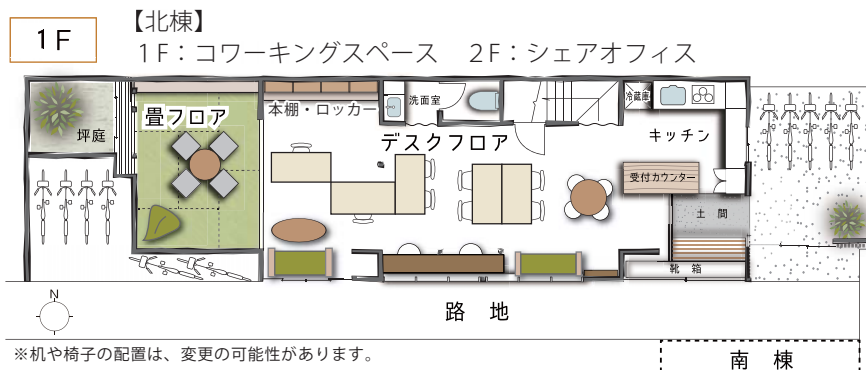 1F
【北棟】
1F：コワーキングスペース　2F：シェアオフィス
坪庭
畳フロア
本棚・ロッカー
洗面室
デスクフロア
冷蔵庫
キッチン
受付カウンター
土間
靴箱
N
路　地
※机や椅子の配置は、変更の可能性があります。
南　棟